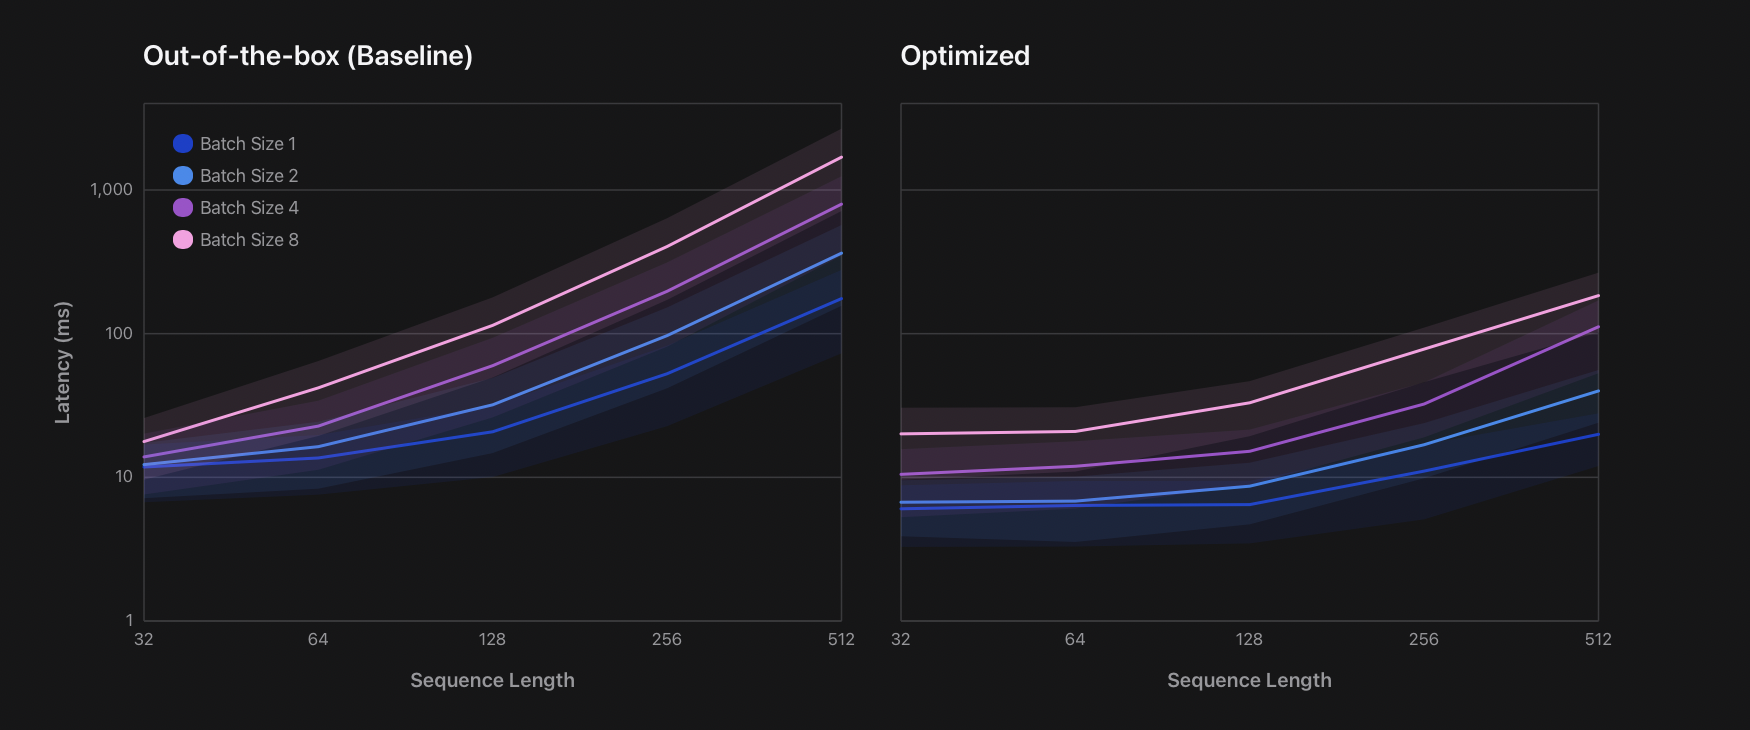 Out-of-the-box (Baseline)
Batch Size 1
Batch Size 2
Batch Size 4
Batch Size 8
1,000
100
10
1
Latency (ms)
32 64 128 256 512
Sequence Length
Optimized
32 64 128 256 512
Sequence Length